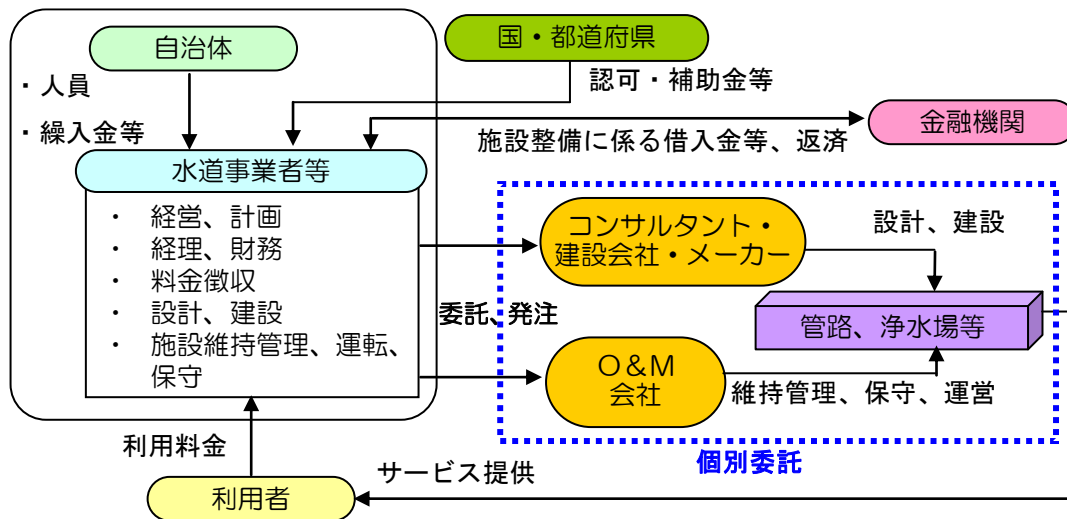 自治体
国・都道府県
・人員
認可・補助金等
・繰入金等
金融機関
施設整備に係る借入金等、返済
水道事業者等
・ 経営、計画
・ 経理、財務
・ 料金徴収
・ 設計、建設
・ 施設維持管理、運転、
保守
コンサルタント・
建設会社・メーカー
設計、建設
委託、発注
管路、浄水場等
O&M
会社
維持管理、保守、運営
個別委託
利用料金
サービス提供
利用者